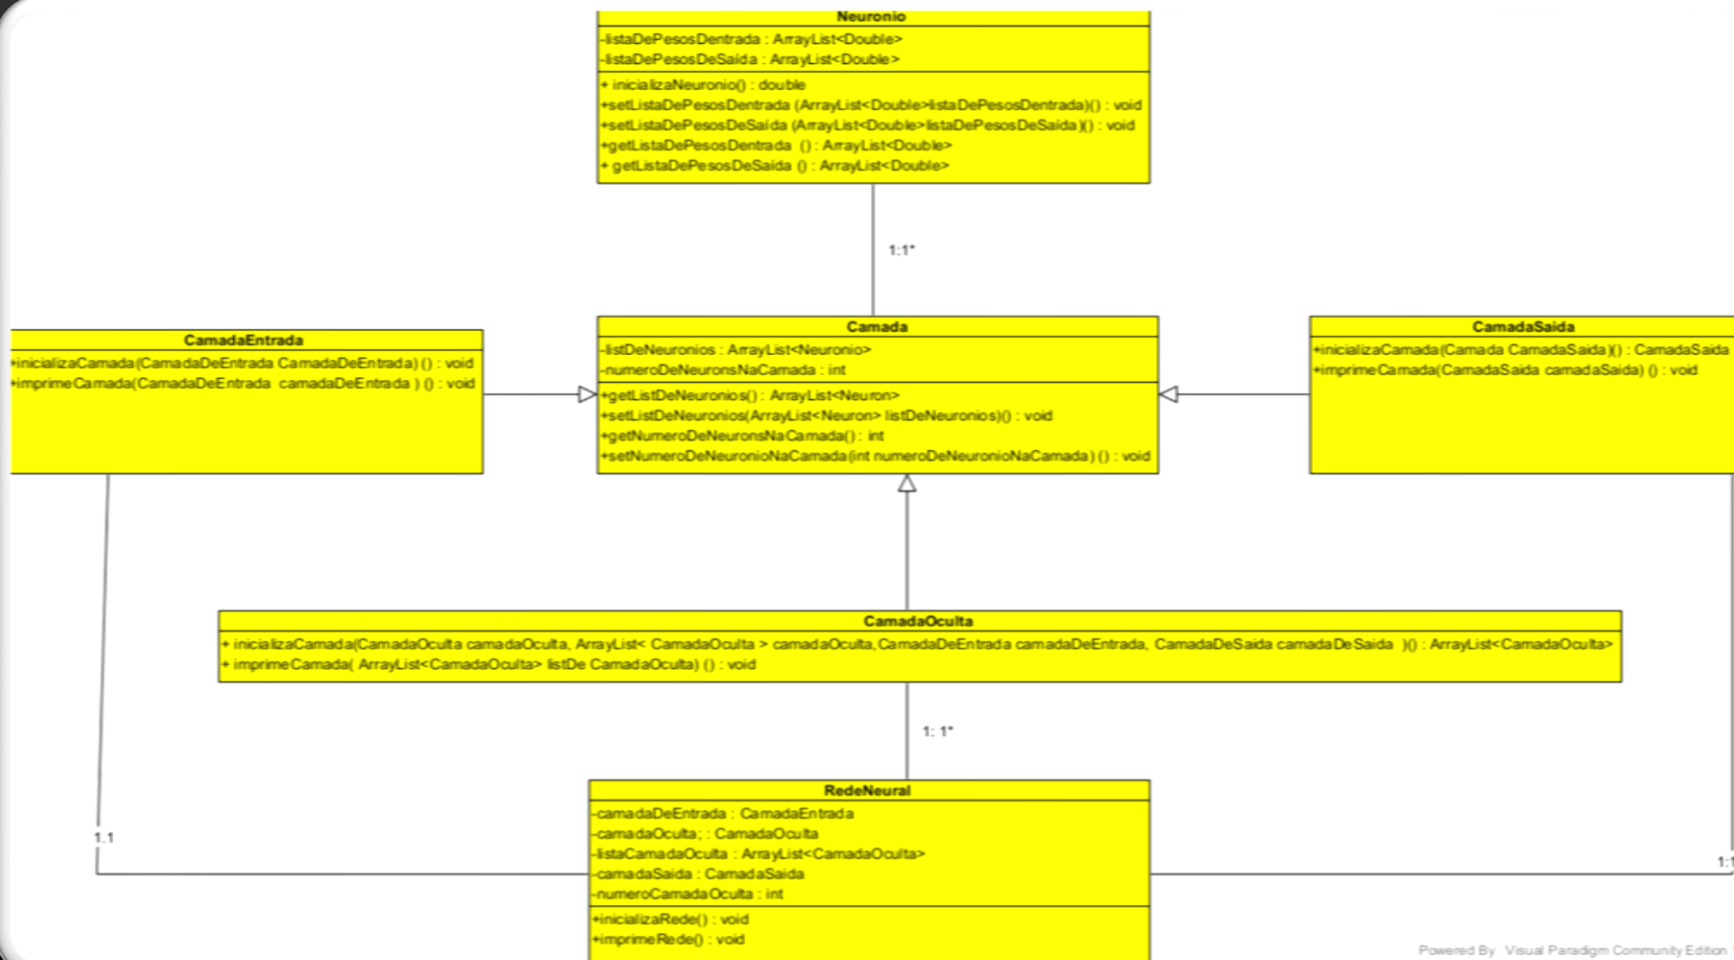 Neuronio
-listaDePesosDentrada : ArrayList<Double>
-listaDePesosDeSaída : ArrayList<Double>
+ inicializaNeuronio() : double
+setListaDePesosDentrada (ArrayList<Double>listaDePesosDentrada)() : void
+setListaDePesosDeSaída (ArrayList<Double>listaDePesosDeSaída)() : void
+getListaDePesosDentrada () : ArrayList<Double>
+ getListaDePesosDeSaída () : ArrayList<Double>
1:1*
CamadaEntrada
+inicializaCamada(CamadaDeEntrada CamadaDeEntrada) () : void
+imprimeCamada(CamadaDeEntrada camadaDeEntrada ) () : void
Camada
-listDeNeuronios : ArrayList<Neuronio>
-numeroDeNeuronsNaCamada : int
+getListDeNeuronios() : ArrayList<Neuron>
+setListDeNeuronios(ArrayList<Neuron> listDeNeuronios)() : void
+getNumeroDeNeuronsNaCamada() : int
+setNumeroDeNeuronioNaCamada(int numeroDeNeuronioNaCamada) () : void
CamadaSaida
+inicializaCamada(Camada CamadaSaida)() : CamadaSaida
+imprimeCamada(CamadaSaida camadaSaida) () : void
CamadaOculta
+ inicializaCamada(CamadaOculta camadaOculta, ArrayList< CamadaOculta > camadaOculta,CamadaDeEntrada camadaDeEntrada, CamadaDeSaida camadaDeSaida )() : ArrayList<CamadaOculta>
+ imprimeCamada( ArrayList<CamadaOculta> listDe CamadaOculta) () : void
1: 1*
RedeNeural
-camadaDeEntrada : CamadaEntrada
-camadaOculta; : CamadaOculta
-listaCamadaOculta : ArrayList<CamadaOculta>
-camadaSaida : CamadaSaida
-numeroCamadaOculta : int
+inicializaRede() : void
+imprimeRede() : void
1.1
1:1
Powered By Visual Paradigm Community Edition